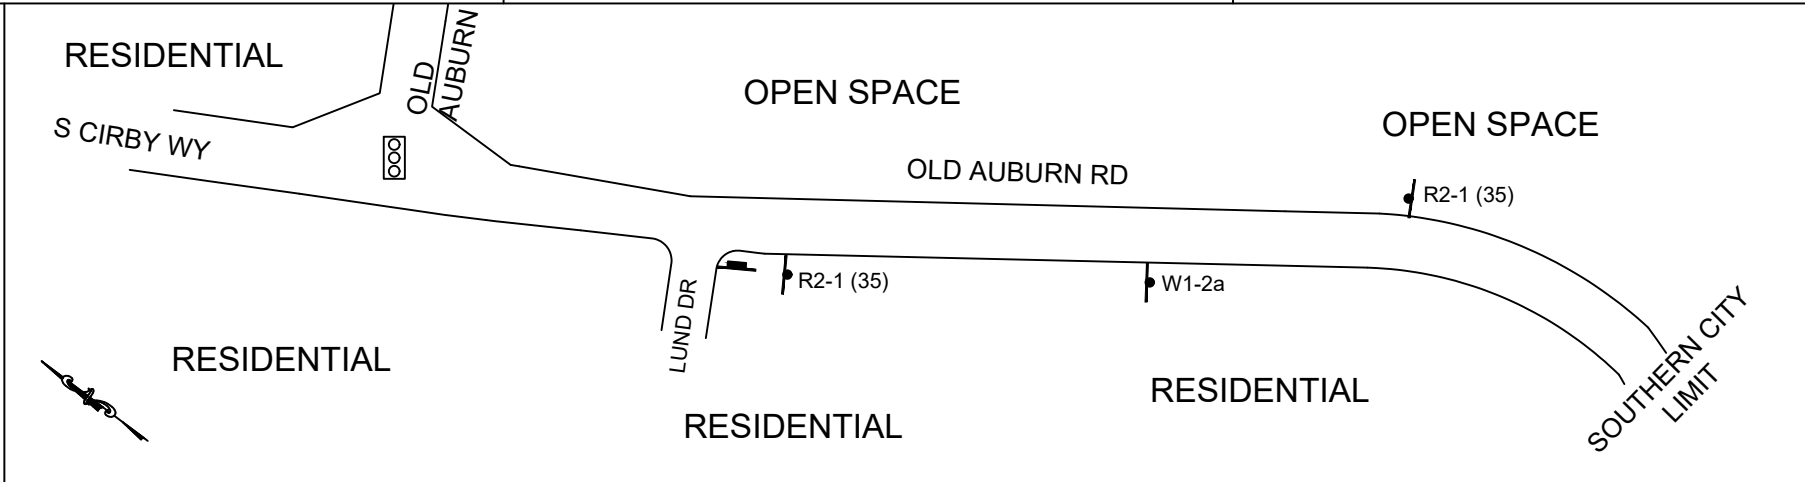 RESIDENTIAL
OLD
AUBURN
OPEN SPACE
OPEN SPACE
S CIRBY WY
OLD AUBURN RD
R2-1 (35)
R2-1 (35)
W1-2a
LUND DR
RESIDENTIAL
RESIDENTIAL
RESIDENTIAL
SOUTHERN CITY
LIMIT